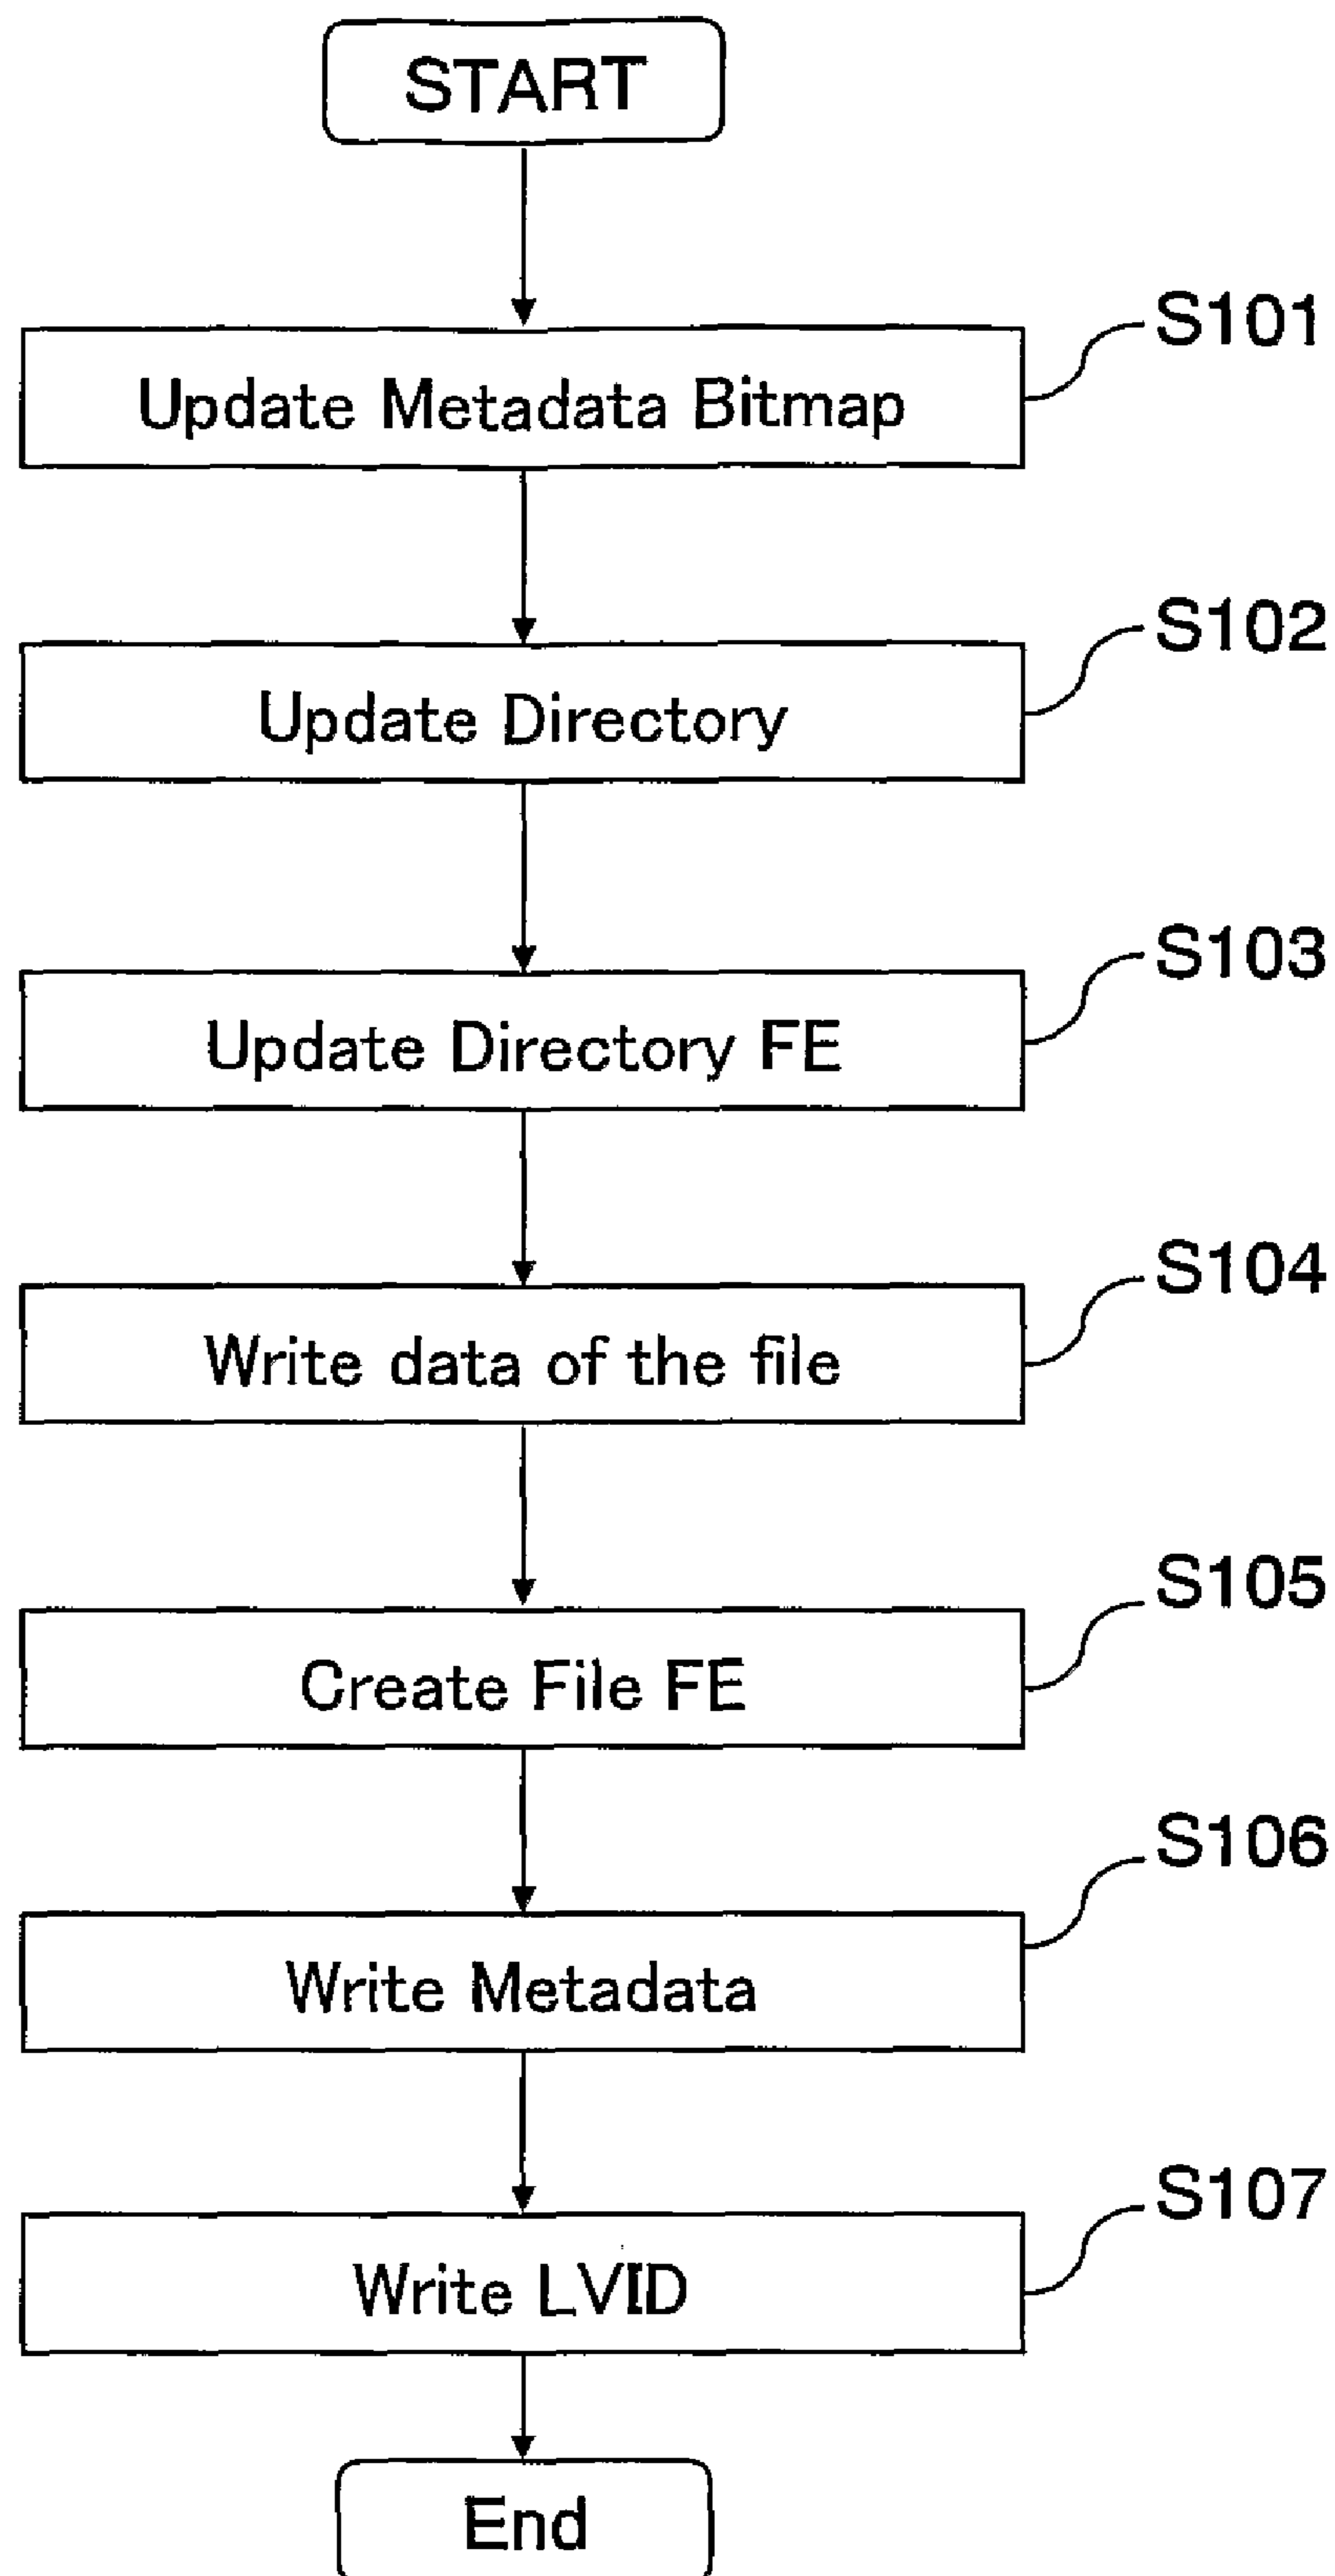 START
S101
Update Metadata Bitmap
S102
Update Directory
S103
Update Directory FE
S104
Write data of the file
S105
Create File FE
S106
Write Metadata
S107
Write LVID
End